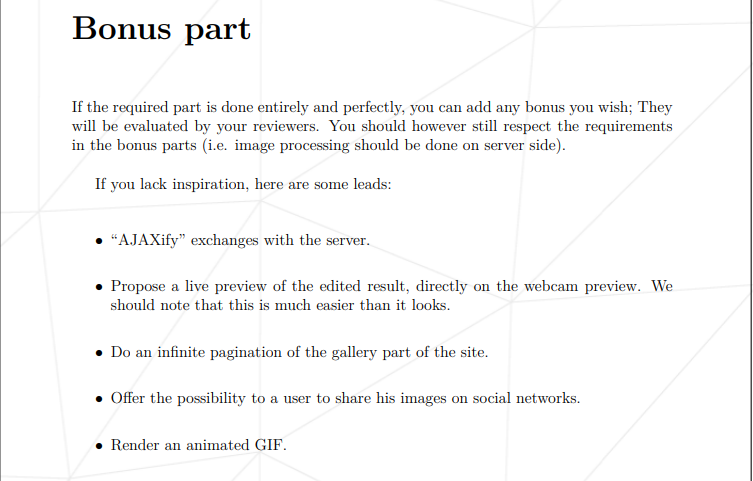 Bonus part
If the required part is done entirely and perfectly, you can add any bonus you wish; They
will be evaluated by your reviewers. You should however still respect the requirements
in the bonus parts (i.e. image processing should be done on server side).
If you lack inspiration, here are some leads:
• “AJAXify” exchanges with the server.
• Propose a live preview of the edited result, directly on the webcam preview. We
should note that this is much easier than it looks.
• Do an infinite pagination of the gallery part of the site.
• Offer the possibility to a user to share his images on social networks.
• Render an animated GIF.